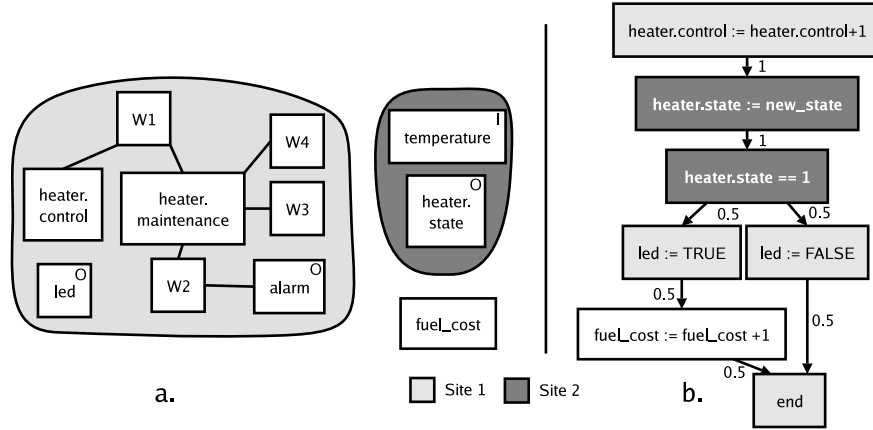 W1
W4
heater.
control
heater.
maintenance
W3
O
led
W2
O
alarm
I
temperature
O
heater.
state
fuel_cost
a.
Site 1
Site 2
heater.control := heater.control+1
1
heater.state := new_state
1
heater.state == 1
0.5
0.5
led := TRUE
led := FALSE
0.5
0.5
fuel_cost := fuel_cost +1
0.5
end
b.